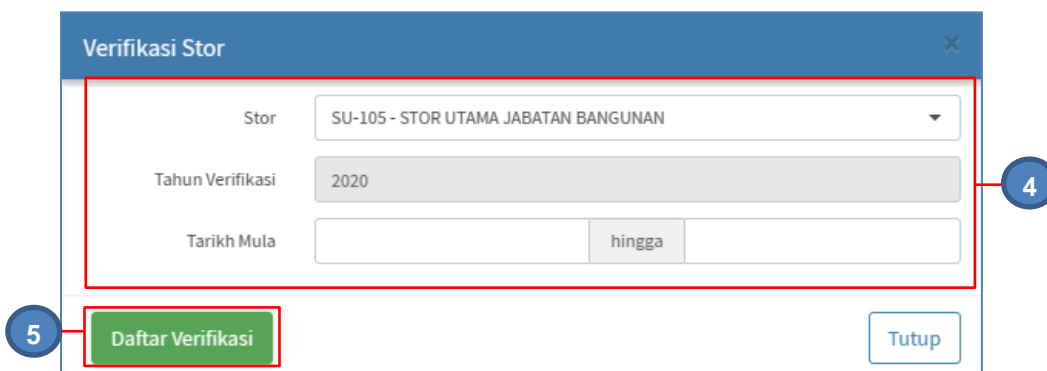 Verifikasi Stor ×
Stor SU-105 - STOR UTAMA JABATAN BANGUNAN
Tahun Verifikasi 2020
4
Tarikh Mula hingga
5 Daftar Verifikasi Tutup